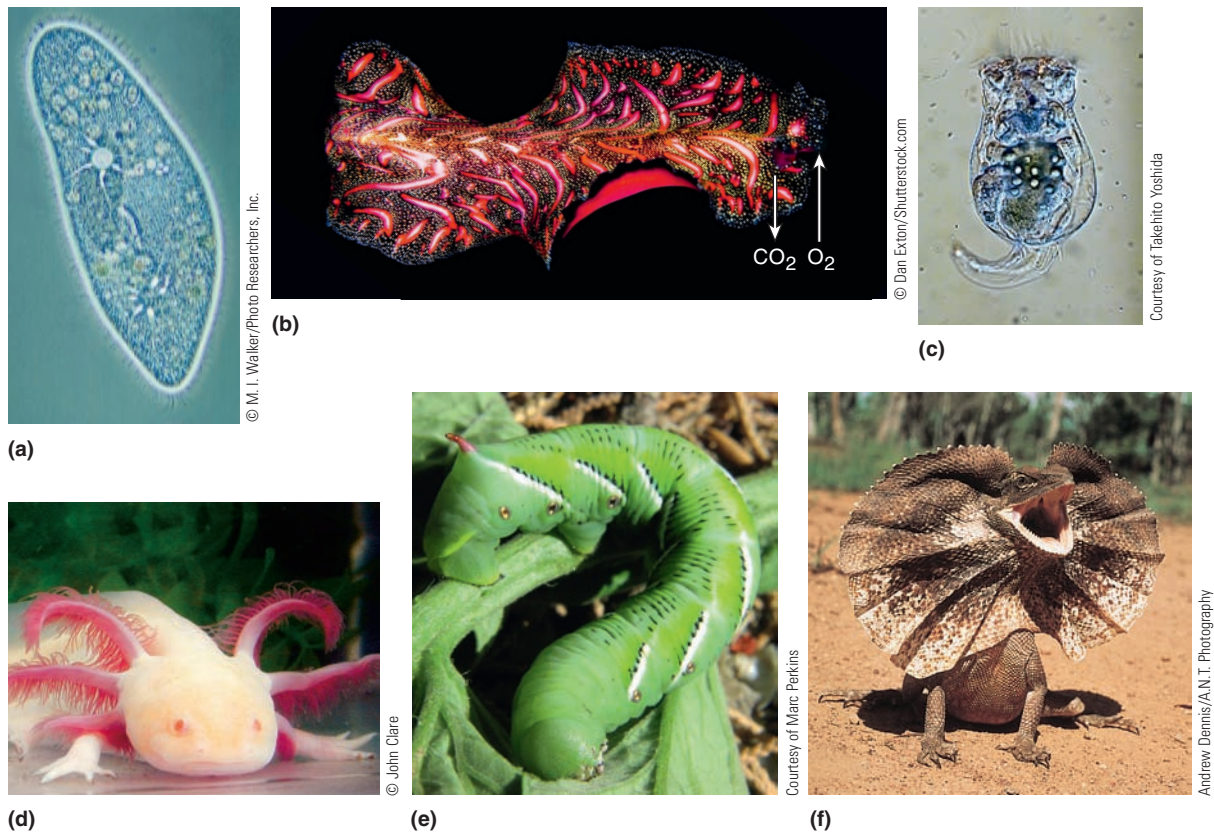 © M. I. Walker/Photo Researchers, Inc.
(a)
CO₂ O₂
© Dan Exton/Shutterstock.com
(b)
Courtesy of Takehito Yoshida
(c)
© John Clare
(d)
Courtesy of Marc Perkins
(e)
Andrew Dennis/A.N.T. Photography
(f)